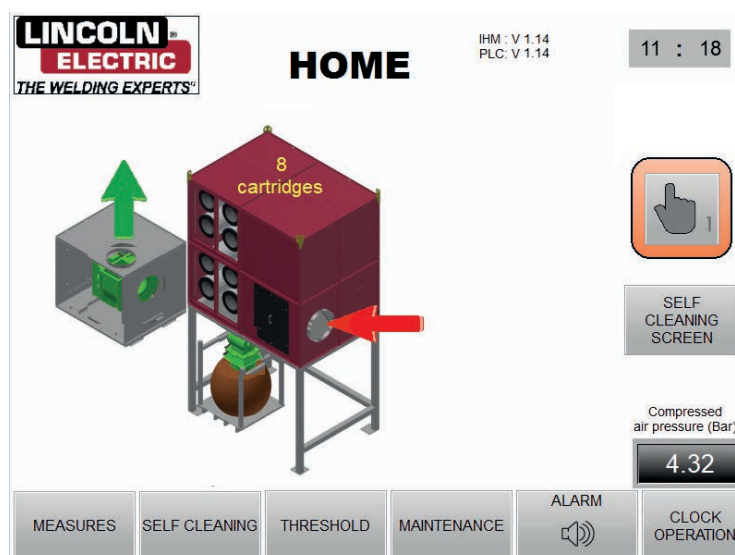 LINCOLN ®
ELECTRIC
THE WELDING EXPERTS®
HOME
IHM : V 1.14
PLC: V 1.14
11 : 18
8
cartridges
1
SELF
CLEANING
SCREEN
Compressed
air pressure (Bar)
4.32
MEASURES
SELF CLEANING
THRESHOLD
MAINTENANCE
ALARM
CLOCK
OPERATION